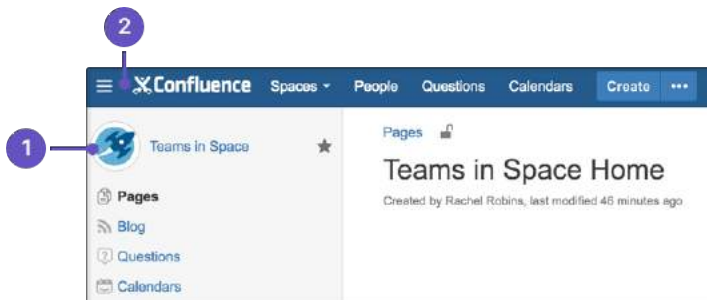 2
Confluence Spaces People Questions Calendars Create •••
1
Teams in Space
Pages
Blog
Questions
Calendars
Pages
Teams in Space Home
Created by Rachel Robins, last modified 46 minutes ago